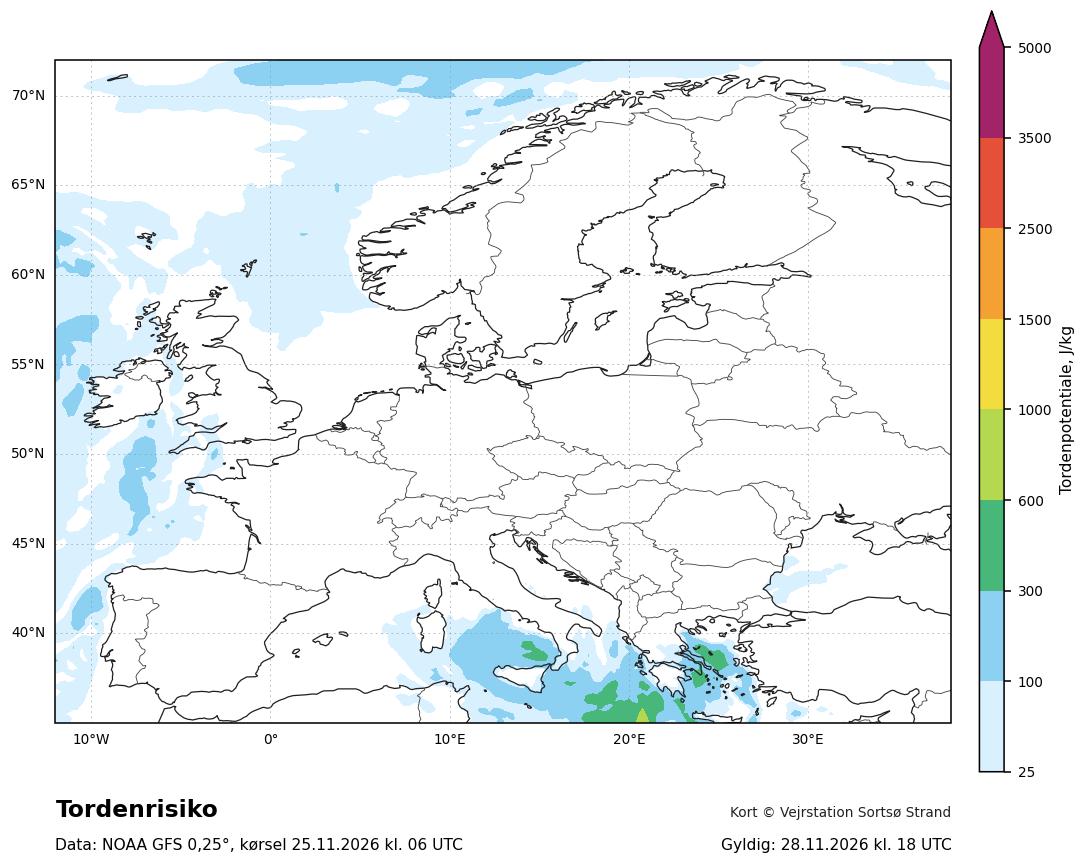 5000
3500
2500
1500
1000
600
300
100
25
Tordenpotentiale, J/kg
70°N
65°N
60°N
55°N
50°N
45°N
40°N
10°W
0°
10°E
20°E
30°E
Tordenrisiko
Kort © Vejrstation Sortsø Strand
Data: NOAA GFS 0,25°, kørsel 25.11.2026 kl. 06 UTC
Gyldig: 28.11.2026 kl. 18 UTC